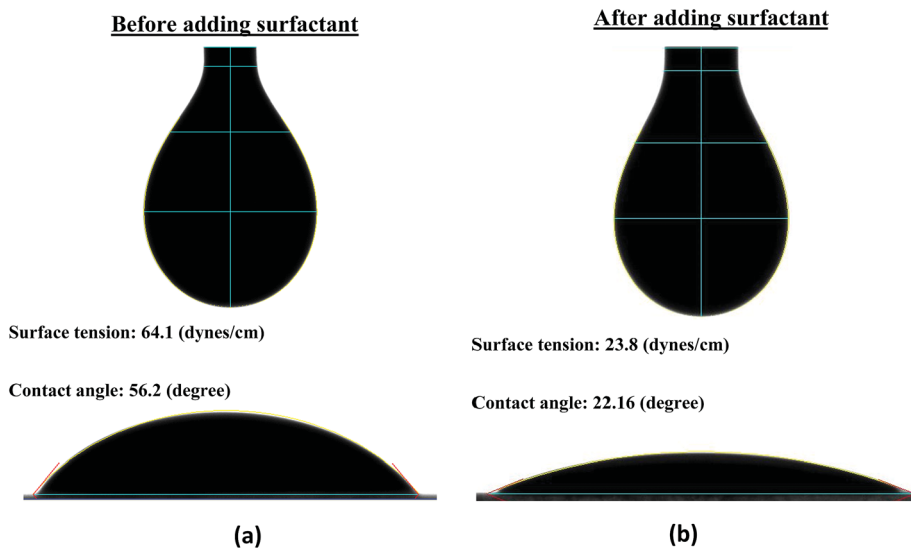 Before adding surfactant
Surface tension: 64.1 (dynes/cm)
Contact angle: 56.2 (degree)
(a)
After adding surfactant
Surface tension: 23.8 (dynes/cm)
Contact angle: 22.16 (degree)
(b)